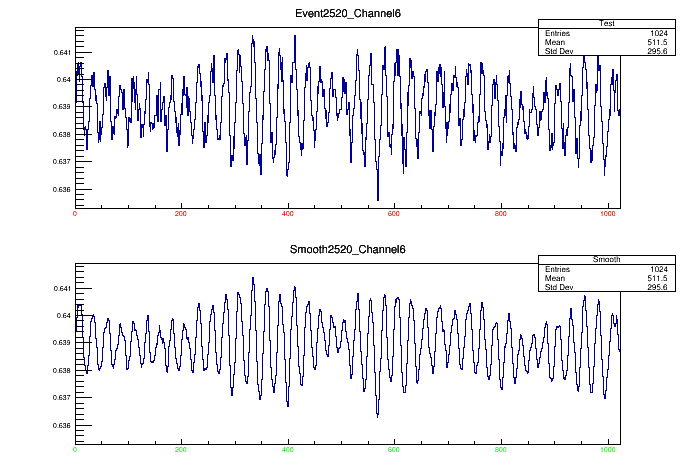 Event2520_Channel6
Test
Entries 1024
Mean 511.5
Std Dev 295.6
0.641
0.64
0.639
0.638
0.637
0.636
0 200 400 600 800 1000
Smooth2520_Channel6
Smooth
Entries 1024
Mean 511.5
Std Dev 295.6
0.641
0.64
0.639
0.638
0.637
0.636
0 200 400 600 800 1000